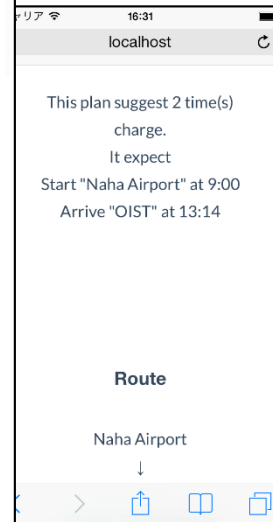 リア 16:31
localhost
This plan suggest 2 time(s)
charge.
It expect
Start "Naha Airport" at 9:00
Arrive "OIST" at 13:14
Route
Naha Airport
↓